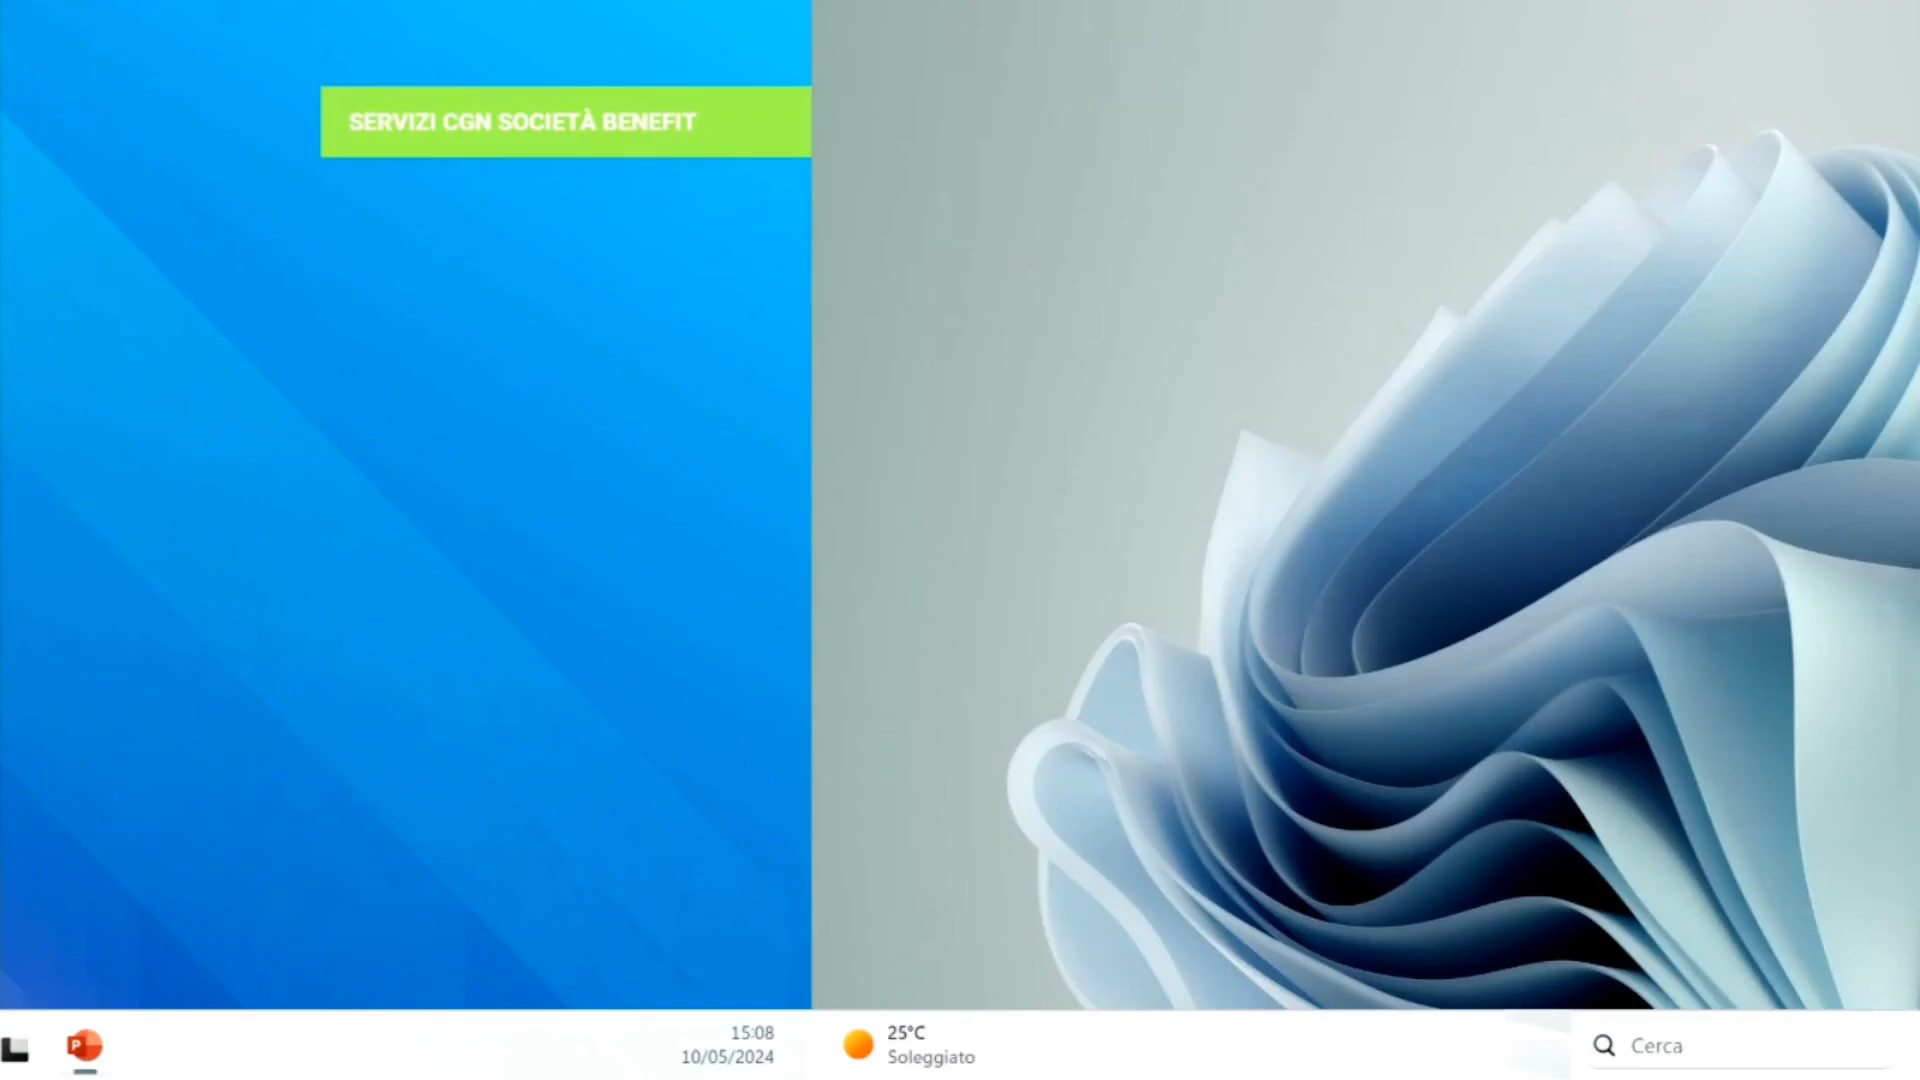 SERVIZI CGN SOCIETÀ BENEFIT
P
15:08
10/05/2024
25°C
Soleggiato
Cerca